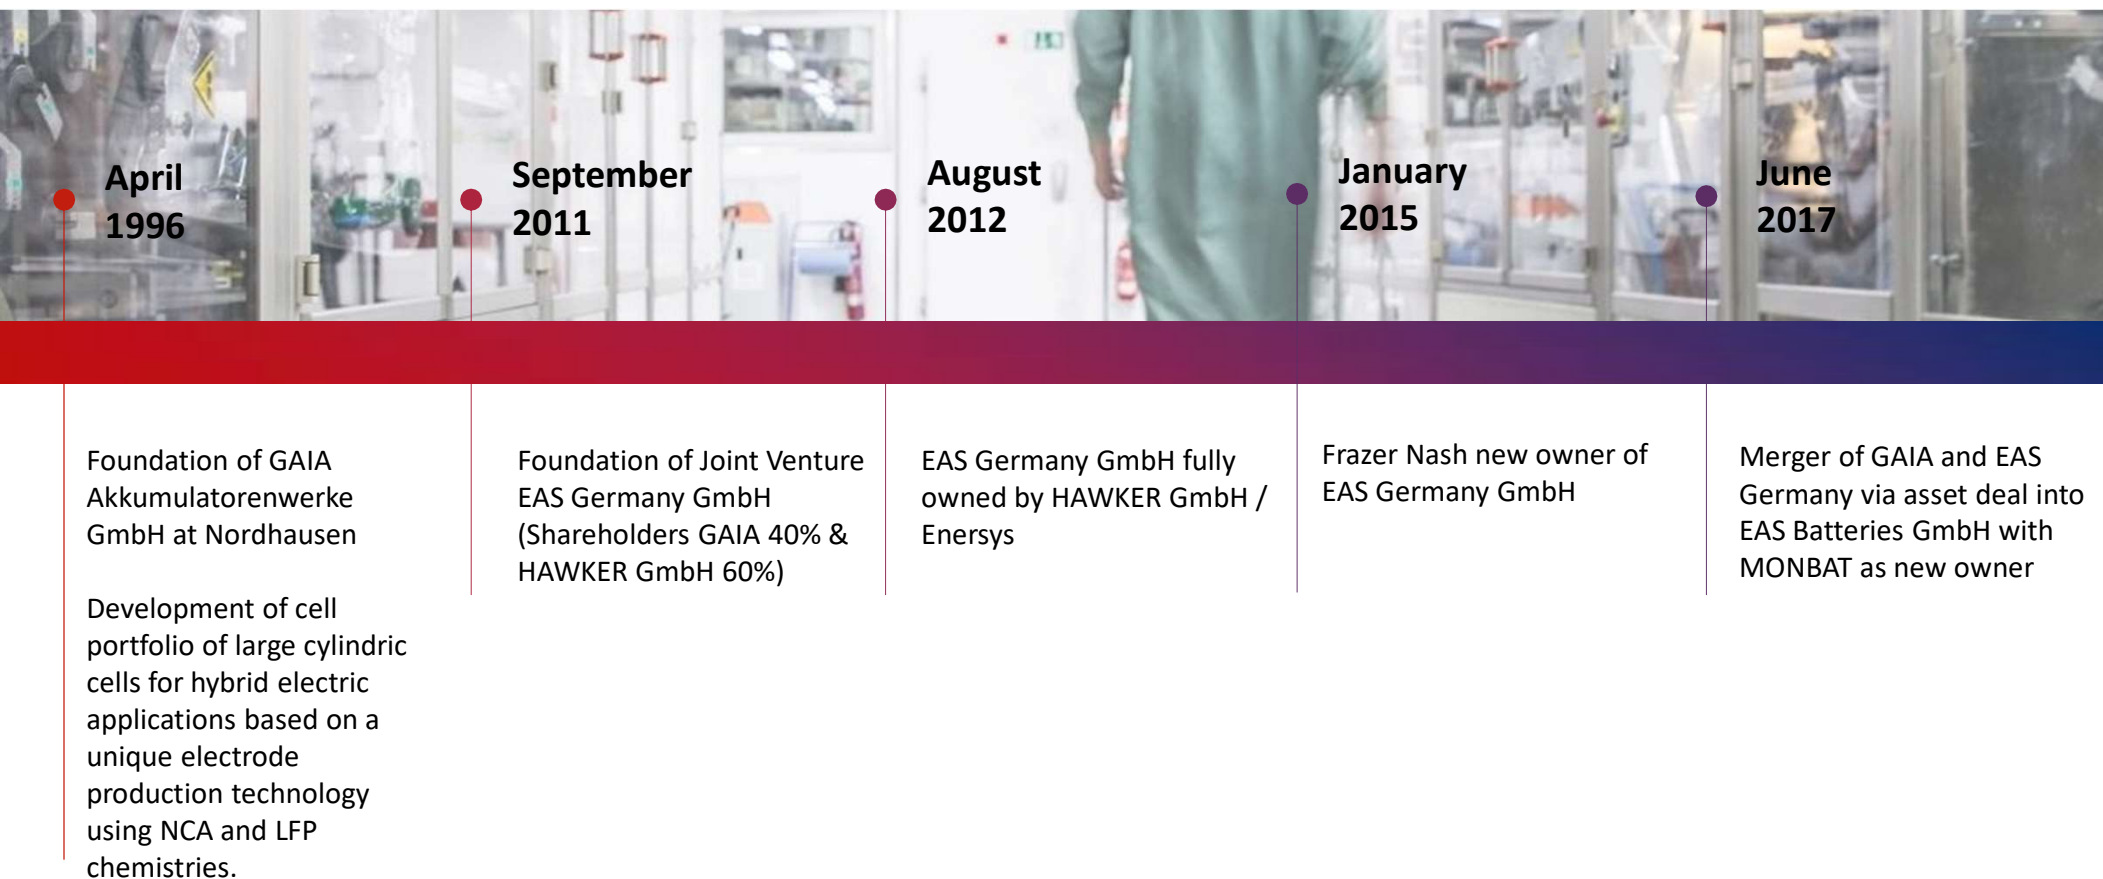 April
1996
September
2011
August
2012
January
2015
June
2017
Foundation of GAIA
Akkumulatorenwerke
GmbH at Nordhausen
Development of cell
portfolio of large cylindric
cells for hybrid electric
applications based on a
unique electrode
production technology
using NCA and LFP
chemistries.
Foundation of Joint Venture
EAS Germany GmbH
(Shareholders GAIA 40% &
HAWKER GmbH 60%)
EAS Germany GmbH fully
owned by HAWKER GmbH /
Enersys
Frazer Nash new owner of
EAS Germany GmbH
Merger of GAIA and EAS
Germany via asset deal into
EAS Batteries GmbH with
MONBAT as new owner